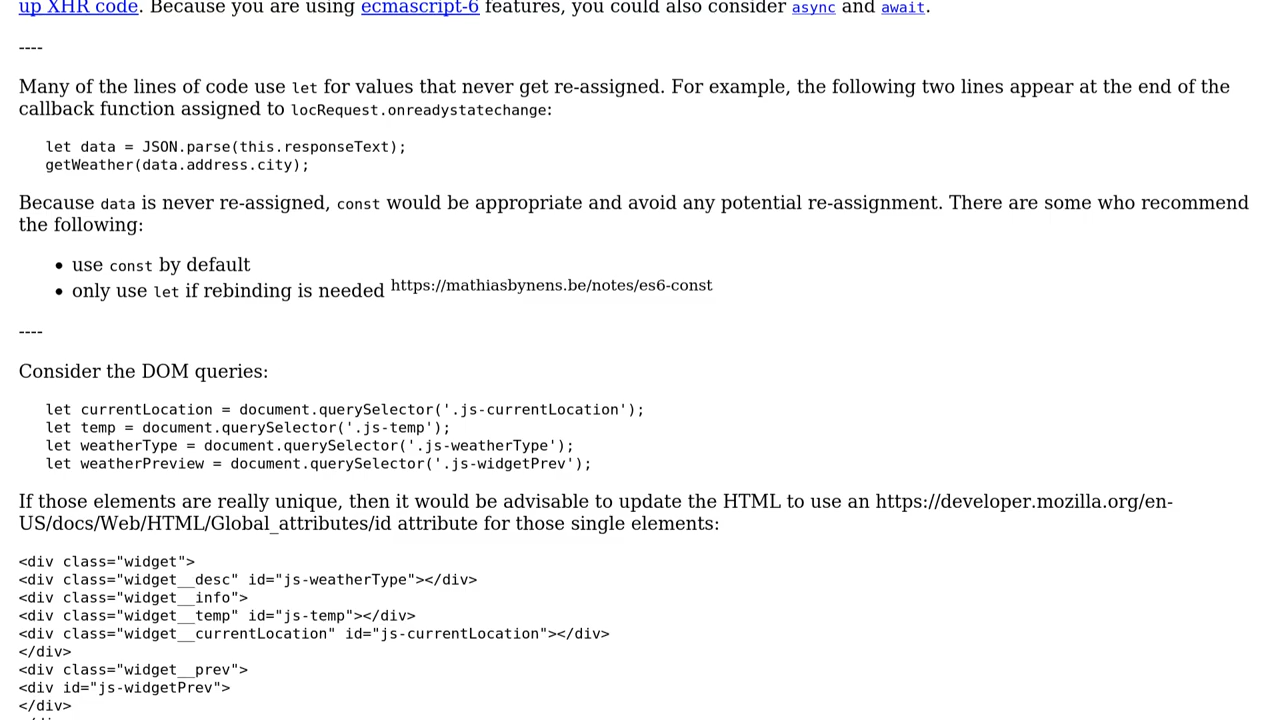 up XHR code. Because you are using ecmascript-6 features, you could also consider async and await.
----
Many of the lines of code use let for values that never get re-assigned. For example, the following two lines appear at the end of the
callback function assigned to locRequest.onreadystatechange:
let data = JSON.parse(this.responseText);
getWeather(data.address.city);
Because data is never re-assigned, const would be appropriate and avoid any potential re-assignment. There are some who recommend
the following:
• use const by default
• only use let if rebinding is needed https://mathiasbynens.be/notes/es6-const
----
Consider the DOM queries:
let currentLocation = document.querySelector('.js-currentLocation');
let temp = document.querySelector('.js-temp');
let weatherType = document.querySelector('.js-weatherType');
let weatherPreview = document.querySelector('.js-widgetPrev');
If those elements are really unique, then it would be advisable to update the HTML to use an https://developer.mozilla.org/en-
US/docs/Web/HTML/Global_attributes/id attribute for those single elements:
<div class="widget">
<div class="widget__desc" id="js-weatherType"></div>
<div class="widget__info">
<div class="widget__temp" id="js-temp"></div>
<div class="widget__currentLocation" id="js-currentLocation"></div>
</div>
<div class="widget__prev">
<div id="js-widgetPrev">
</div>